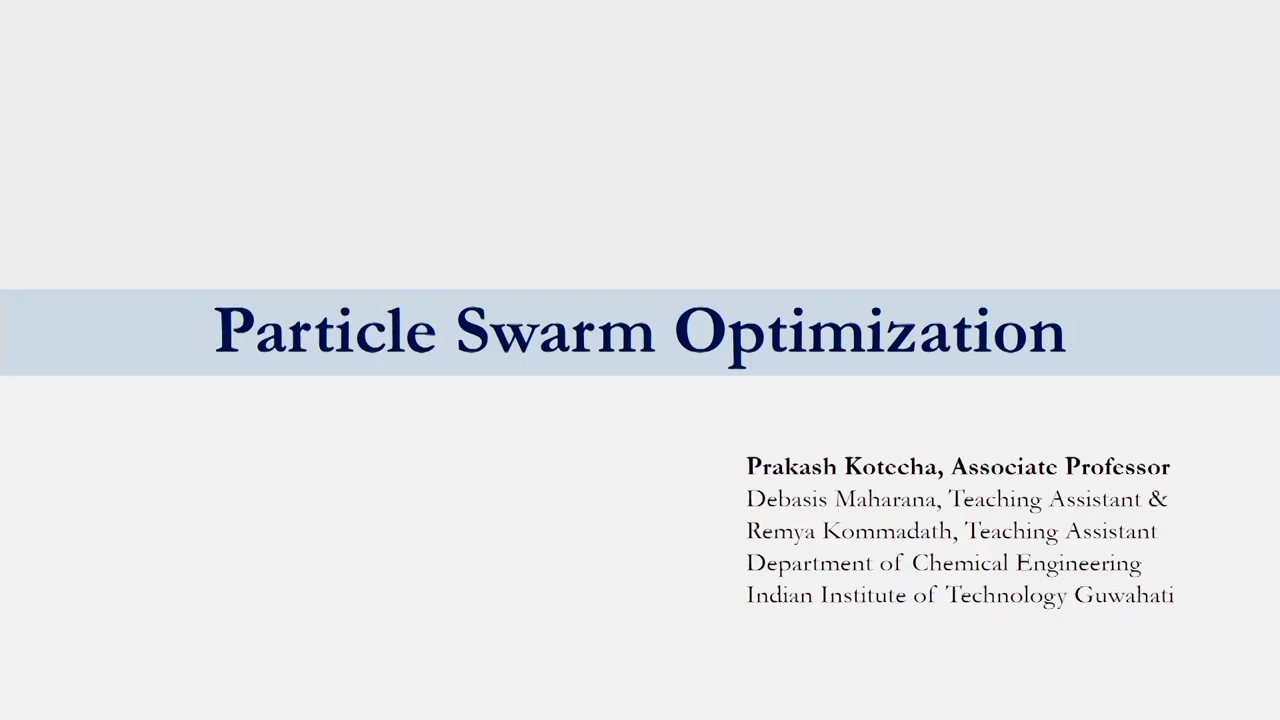 Particle Swarm Optimization
Prakash Kotecha, Associate Professor
Debasis Maharana, Teaching Assistant &
Remya Kommadath, Teaching Assistant
Department of Chemical Engineering
Indian Institute of Technology Guwahati